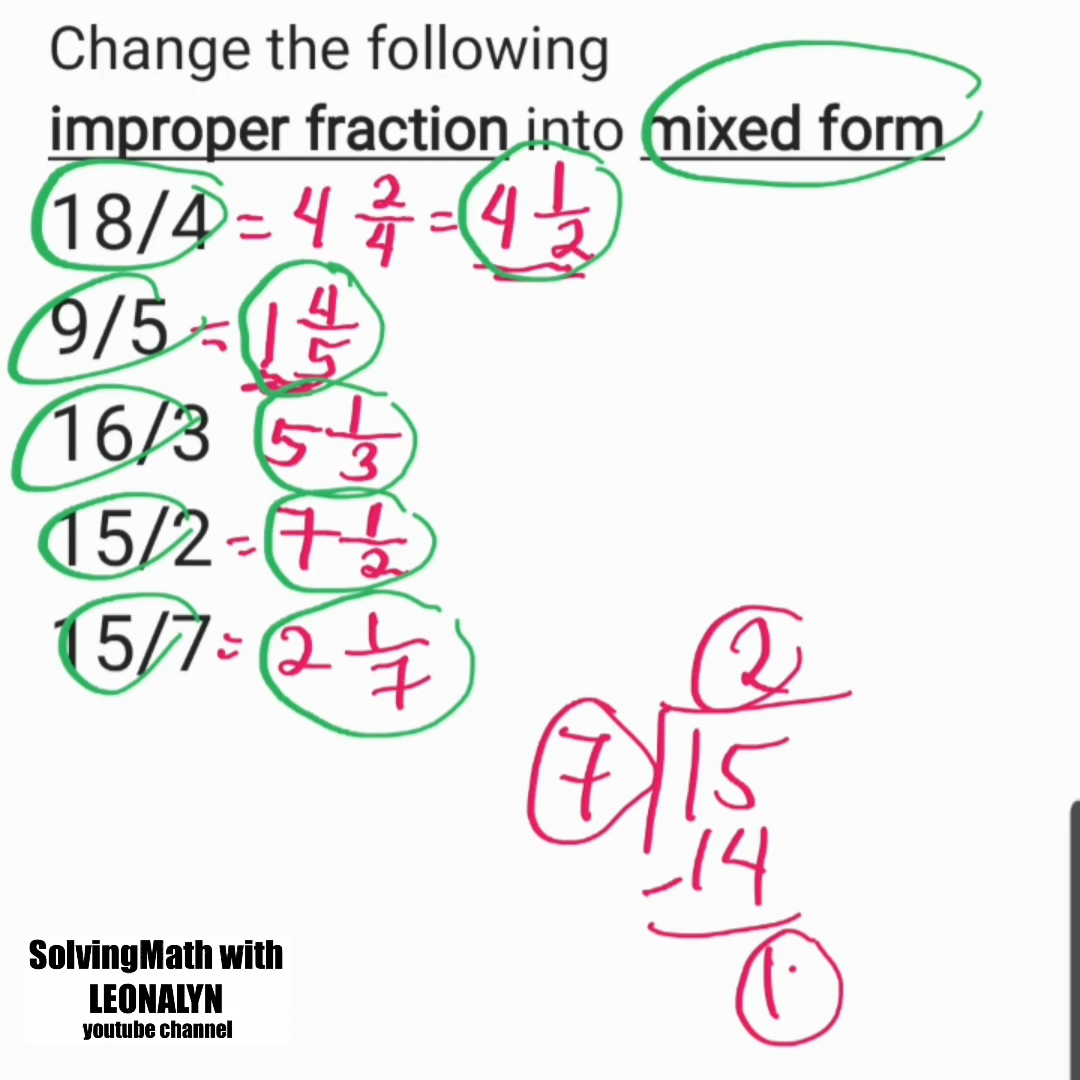 Change the following
improper fraction into mixed form
18/4 = 4 2/4 = 4 1/2
9/5 = 1 4/5
16/3 5 1/3
15/2 = 7 1/2
15/7 = 2 1/7
2
7 15
-14
1
SolvingMath with
LEONALYN
youtube channel